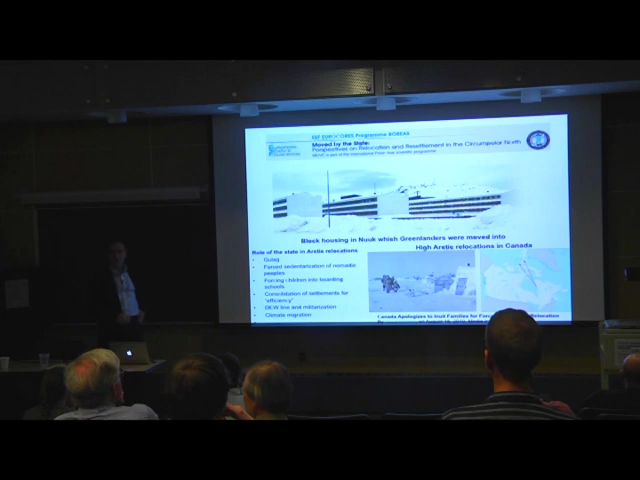 ESF EUROCORES Programme BOREAS
Moved by the State:
Perspectives on Relocation and Resettlement in the Circumpolar North
Block housing in Nuuk which Greenlanders were moved into
High Arctic relocations in Canada
Role of the state in Arctic relocations
• Gulag
• Forced sedentarization of nomadic
peoples
• Forcing children into boarding
schools
• Consolidation of settlements for
"efficiency"
• DEW line and militarization
• Climate migration
Canada Apologizes to Inuit Families for Relocation